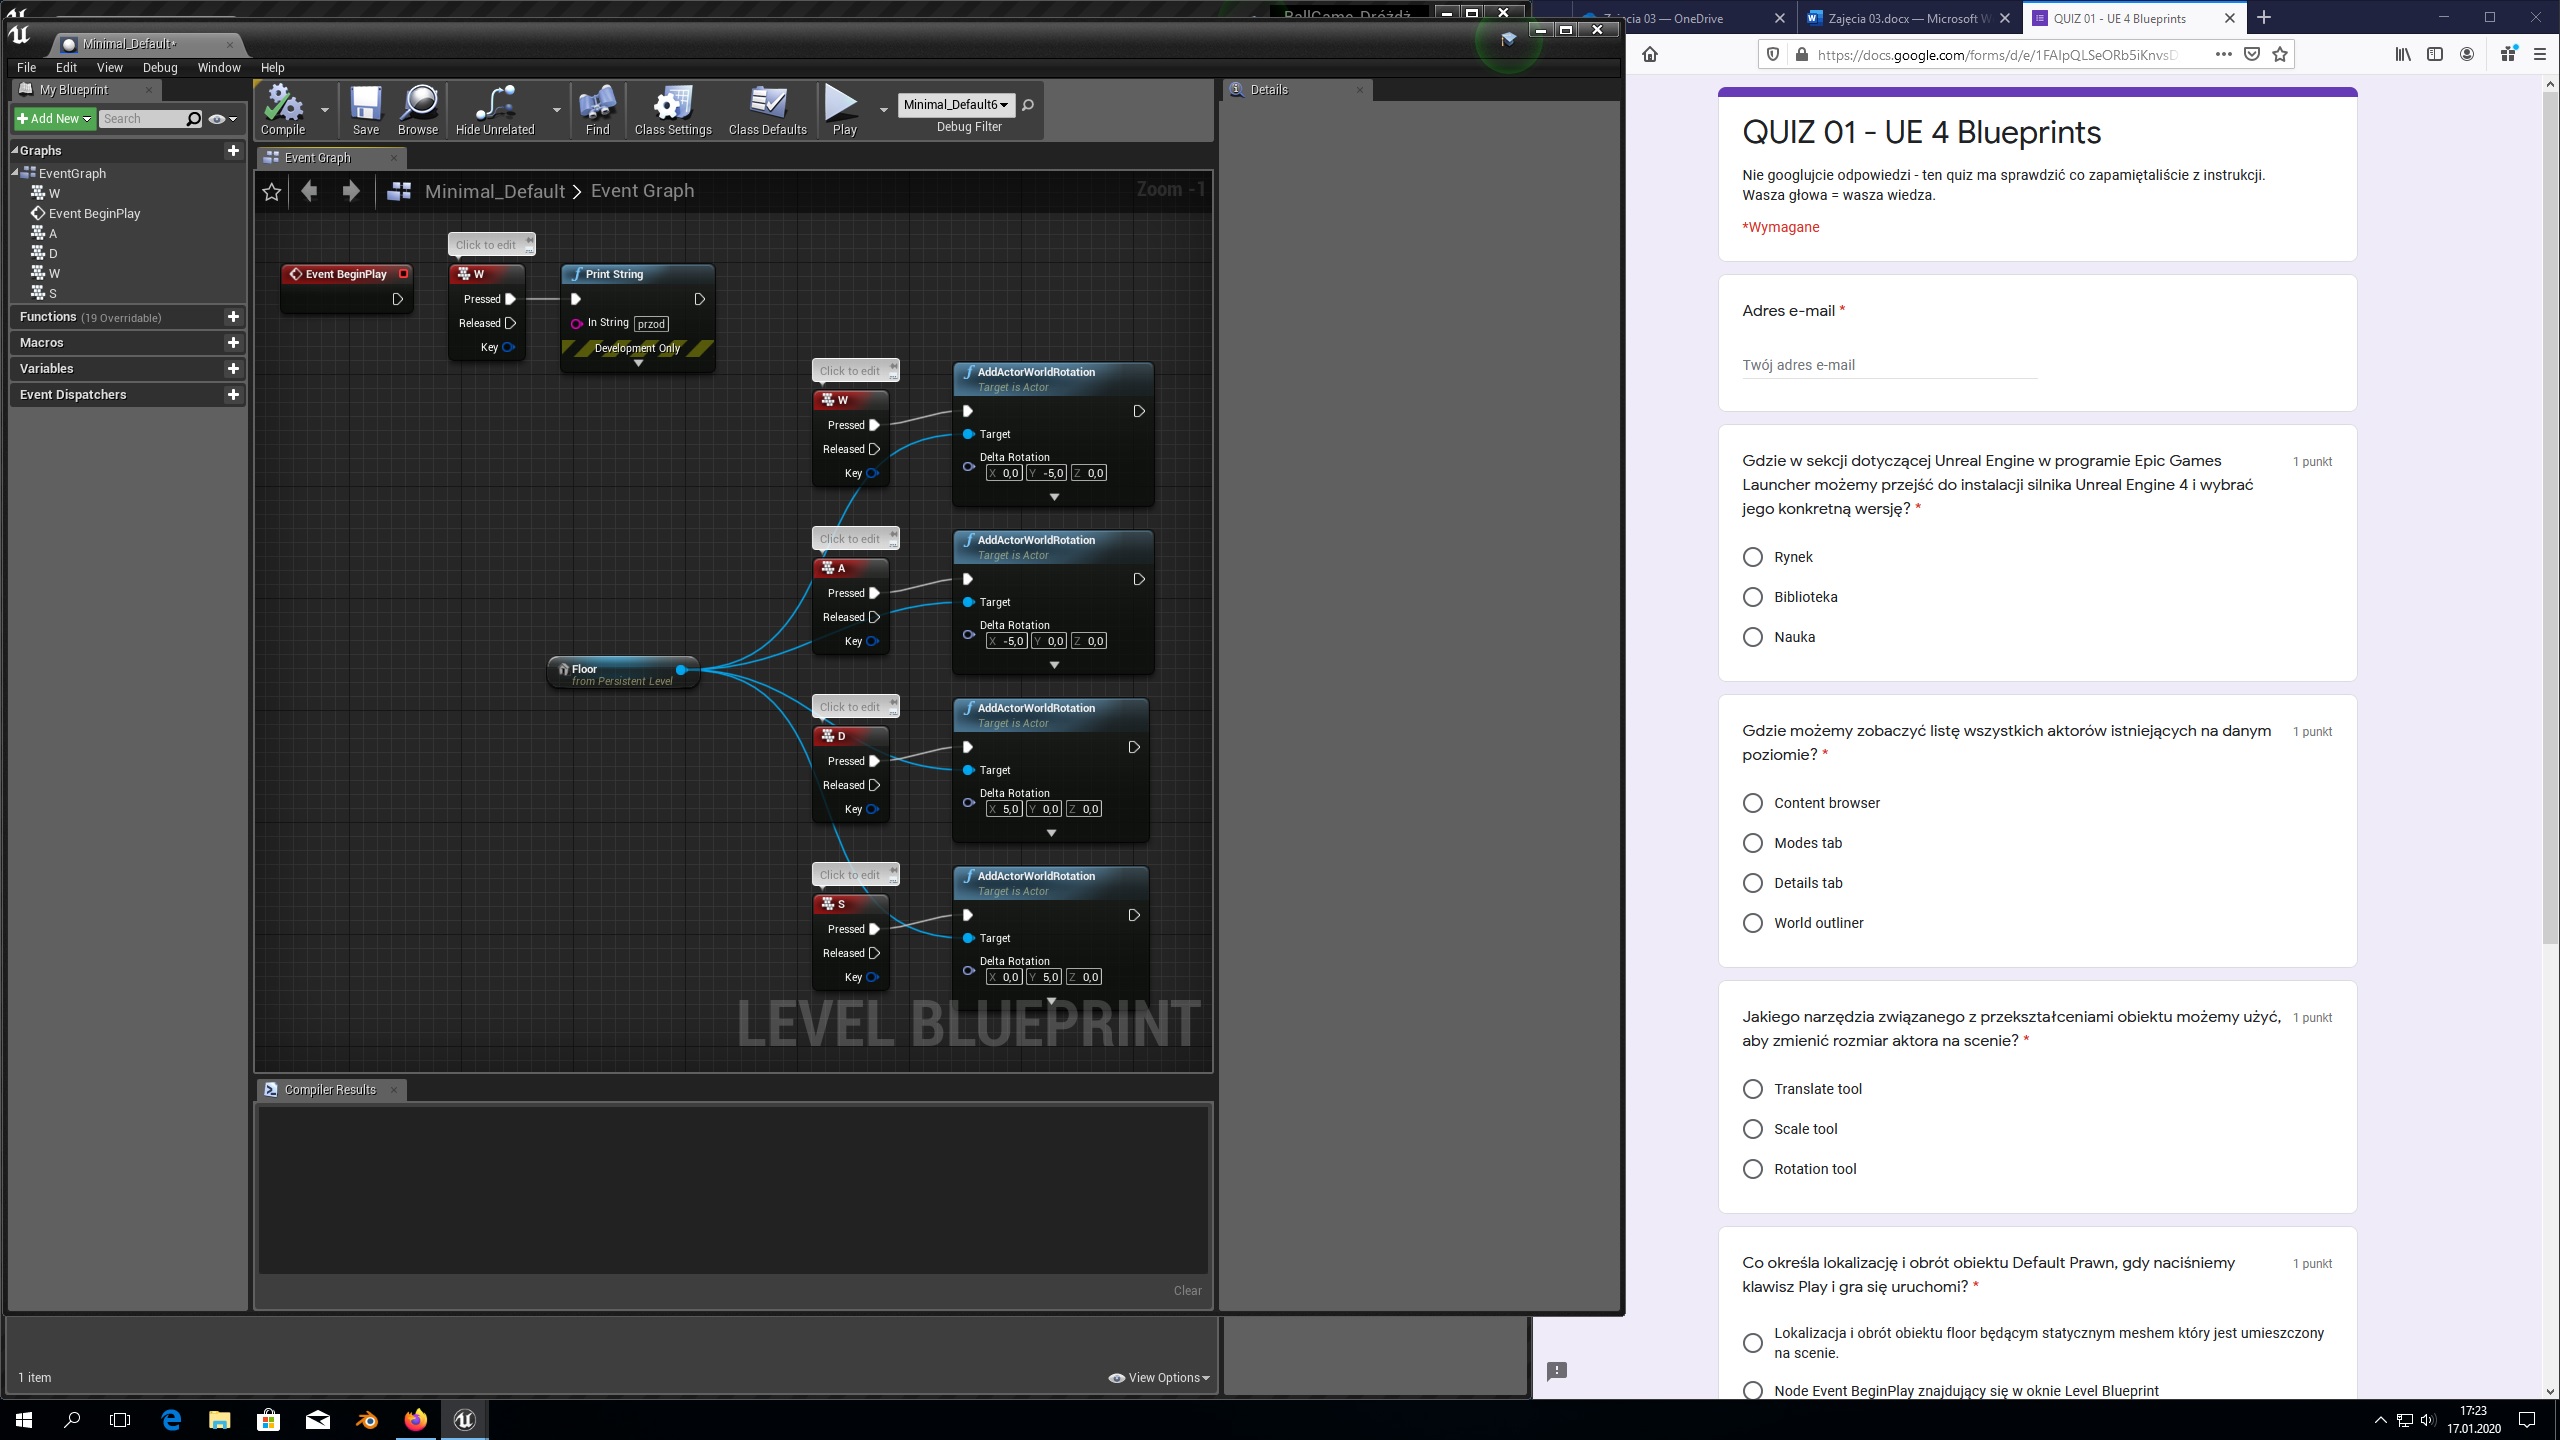 BallGame_Dróżdż
Minimal_Default*
File Edit View Debug Window Help
My Blueprint
Add New Search
Graphs
EventGraph
W
Event BeginPlay
A
D
W
S
Functions (19 Overridable)
Macros
Variables
Event Dispatchers
Compile Save Browse Hide Unrelated Find Class Settings Class Defaults Play
Minimal_Default6
Debug Filter
Event Graph
Minimal_Default > Event Graph
Zoom -1
Event BeginPlay
Click to edit
W
Pressed
Released
Key
Print String
In String przod
Development Only
Click to edit
W
Pressed
Released
Key
AddActorWorldRotation
Target is Actor
Target
Delta Rotation
X 0,0 Y -5,0 Z 0,0
Click to edit
A
Pressed
Released
Key
AddActorWorldRotation
Target is Actor
Target
Delta Rotation
X -5,0 Y 0,0 Z 0,0
Floor
from Persistent Level
Click to edit
D
Pressed
Released
Key
AddActorWorldRotation
Target is Actor
Target
Delta Rotation
X 5,0 Y 0,0 Z 0,0
Click to edit
S
Pressed
Released
Key
AddActorWorldRotation
Target is Actor
Target
Delta Rotation
X 0,0 Y 5,0 Z 0,0
LEVEL BLUEPRINT
Compiler Results
Clear
Details
1 item
View Options
03 — OneDrive
Zajęcia 03.docx — Microsoft W
QUIZ 01 - UE 4 Blueprints
https://docs.google.com/forms/d/e/1FAIpQLSeORb5iKnvsD
QUIZ 01 - UE 4 Blueprints
Nie googlujcie odpowiedzi - ten quiz ma sprawdzić co zapamiętaliście z instrukcji.
Wasza głowa = wasza wiedza.
*Wymagane
Adres e-mail *
Twój adres e-mail
Gdzie w sekcji dotyczącej Unreal Engine w programie Epic Games
Launcher możemy przejść do instalacji silnika Unreal Engine 4 i wybrać
jego konkretną wersję? *
1 punkt
Rynek
Biblioteka
Nauka
Gdzie możemy zobaczyć listę wszystkich aktorów istniejących na danym
poziomie? *
1 punkt
Content browser
Modes tab
Details tab
World outliner
Jakiego narzędzia związanego z przekształceniami obiektu możemy użyć,
aby zmienić rozmiar aktora na scenie? *
1 punkt
Translate tool
Scale tool
Rotation tool
Co określa lokalizację i obrót obiektu Default Prawn, gdy naciśniemy
klawisz Play i gra się uruchomi? *
1 punkt
Lokalizacja i obrót obiektu floor będącym statycznym meshem który jest umieszczony
na scenie.
Node Event BeginPlay znajdujący się w oknie Level Blueprint
17:23
17.01.2020